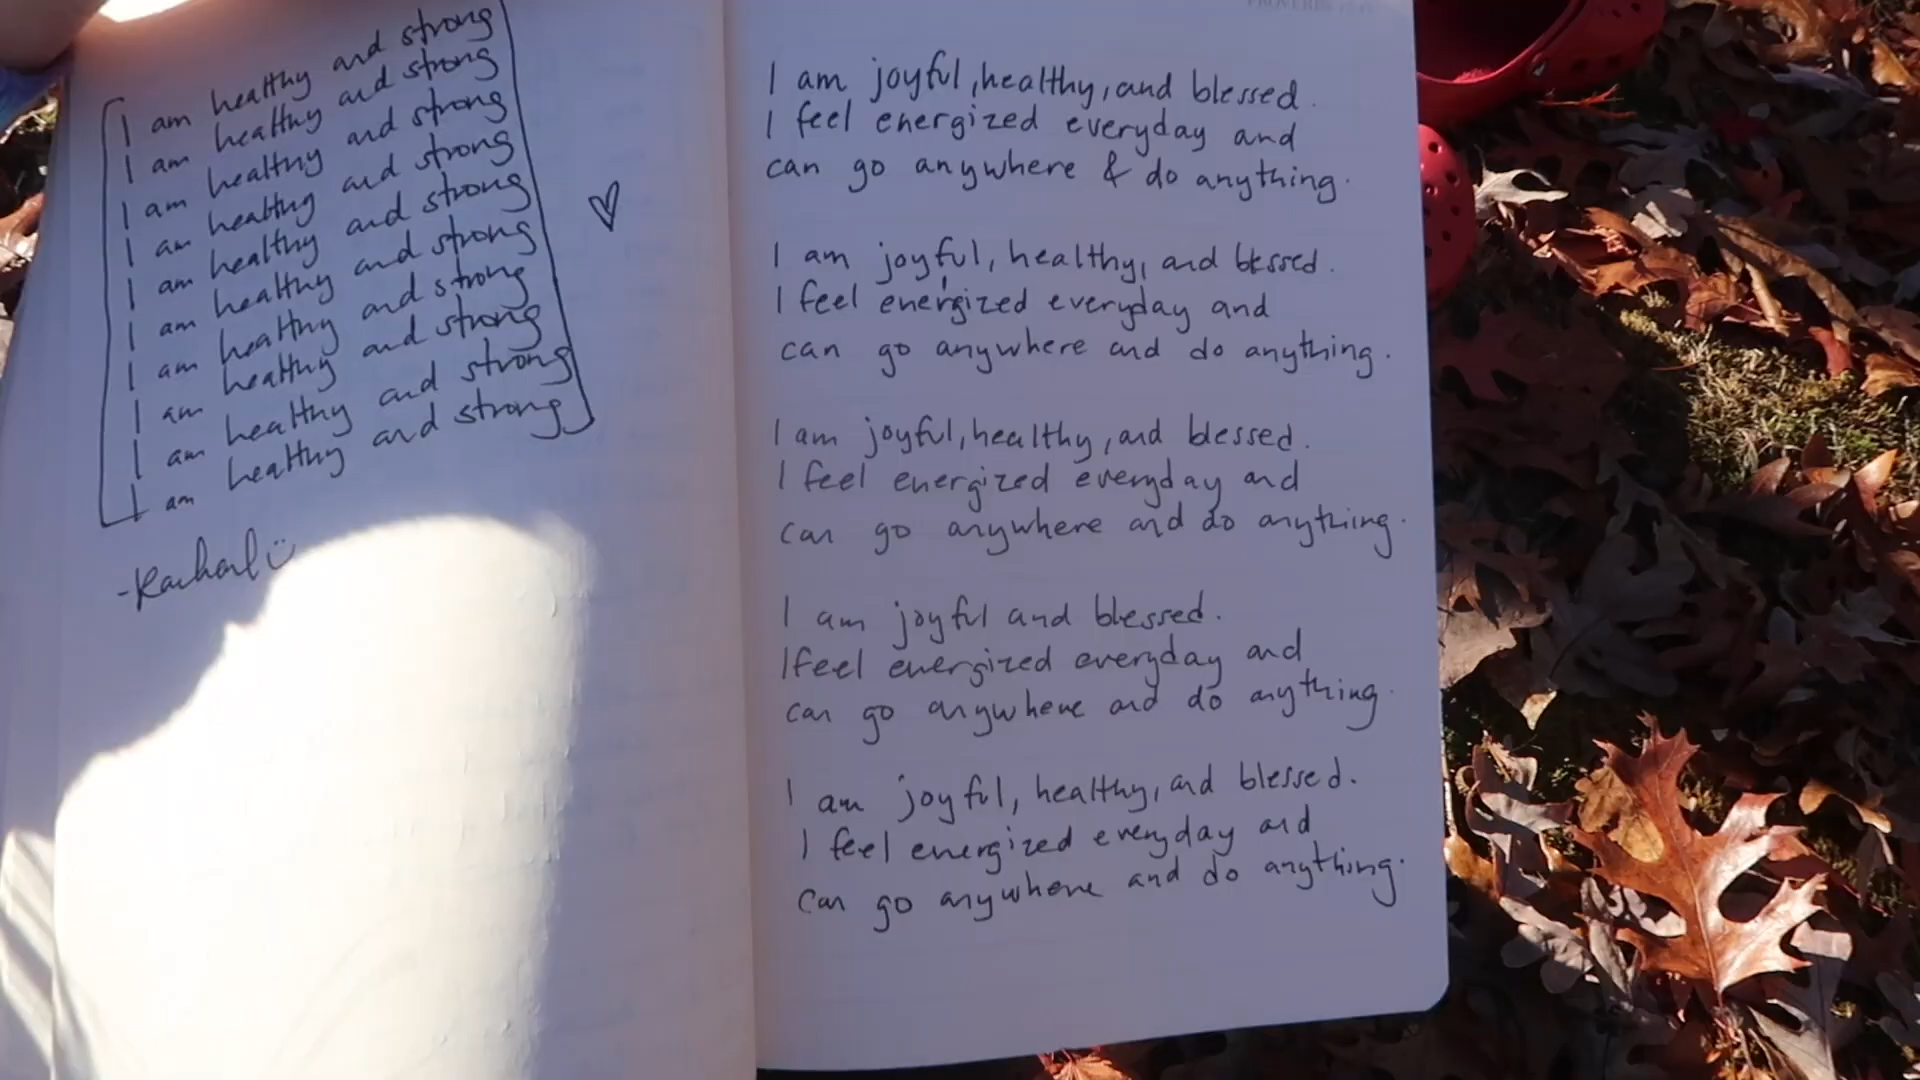 I am healthy and strong
I am healthy and strong
I am healthy and strong
I am healthy and strong
I am healthy and strong
I am healthy and strong
I am healthy and strong
I am healthy and strong
I am healthy and strong
I am healthy and strong
-Rachael
PROVERBS
I am joyful, healthy, and blessed.
I feel energized everyday and
can go anywhere & do anything.
I am joyful, healthy, and blessed.
I feel energized everyday and
can go anywhere and do anything.
I am joyful, healthy, and blessed.
I feel energized everyday and
can go anywhere and do anything.
I am joyful and blessed.
I feel energized everyday and
can go anywhere and do anything.
I am joyful, healthy, and blessed.
I feel energized everyday and
can go anywhere and do anything.